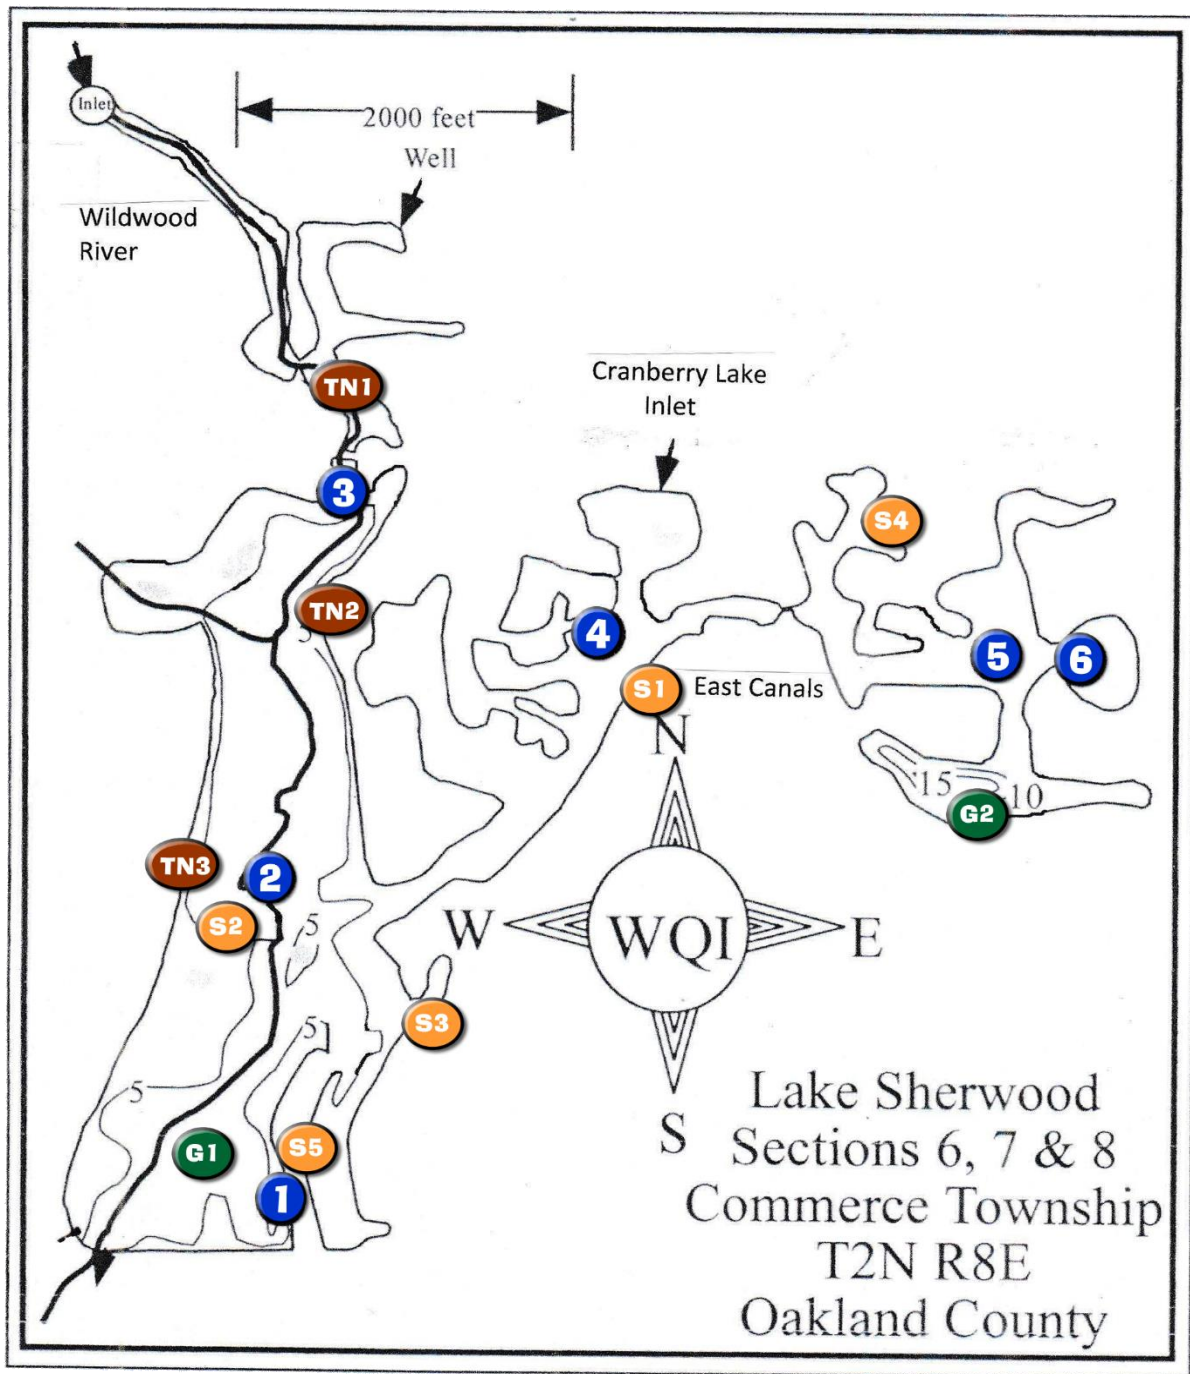 Inlet
2000 feet
Well
Wildwood
River
TN1
Cranberry Lake
Inlet
3
S4
TN2
5
4
5
6
S1
East Canals
N
15
10
G2
TN3
2
S2
5
W
WQI
E
S3
5
5
S
G1
S5
1
Lake Sherwood
Sections 6, 7 & 8
Commerce Township
T2N R8E
Oakland County